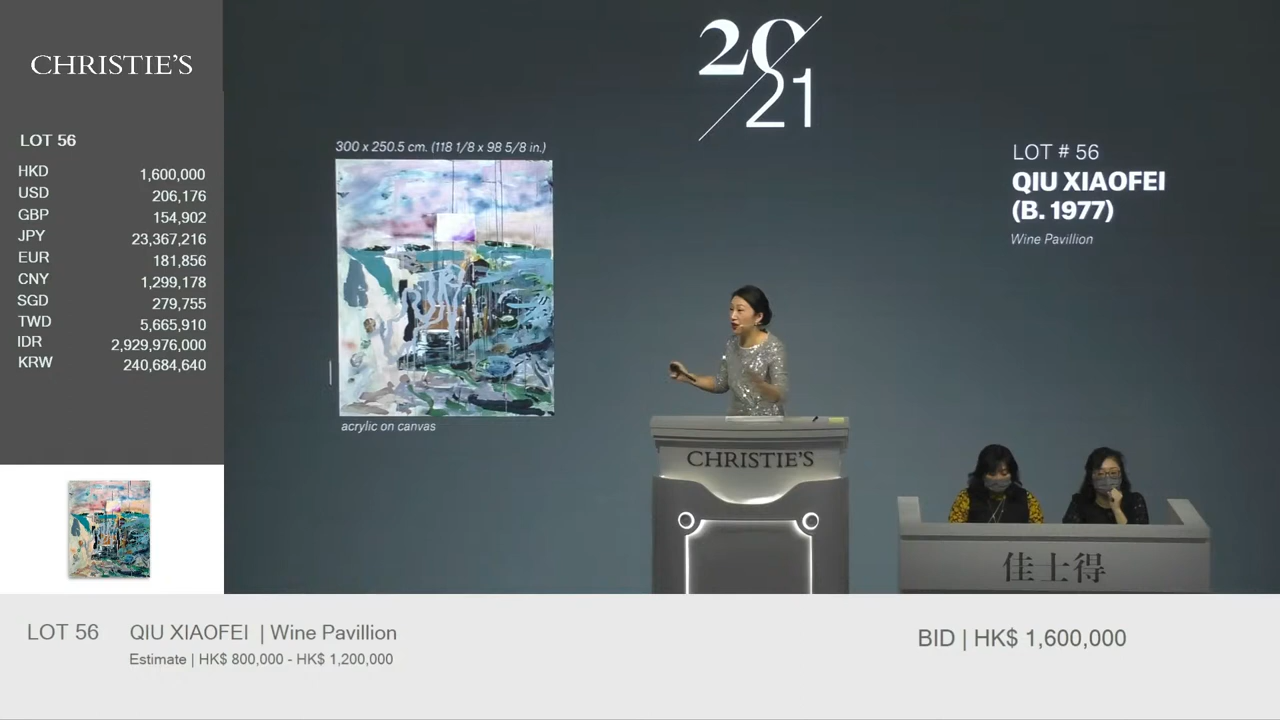 CHRISTIE'S
LOT 56
HKD 1,600,000
USD 206,176
GBP 154,902
JPY 23,367,216
EUR 181,856
CNY 1,299,178
SGD 279,755
TWD 5,665,910
IDR 2,929,976,000
KRW 240,684,640
20/21
300 x 250.5 cm. (118 1/8 x 98 5/8 in.)
acrylic on canvas
LOT # 56
QIU XIAOFEI
(B. 1977)
Wine Pavillion
CHRISTIE'S
佳士得
LOT 56 QIU XIAOFEI | Wine Pavillion
Estimate | HK$ 800,000 - HK$ 1,200,000
BID | HK$ 1,600,000